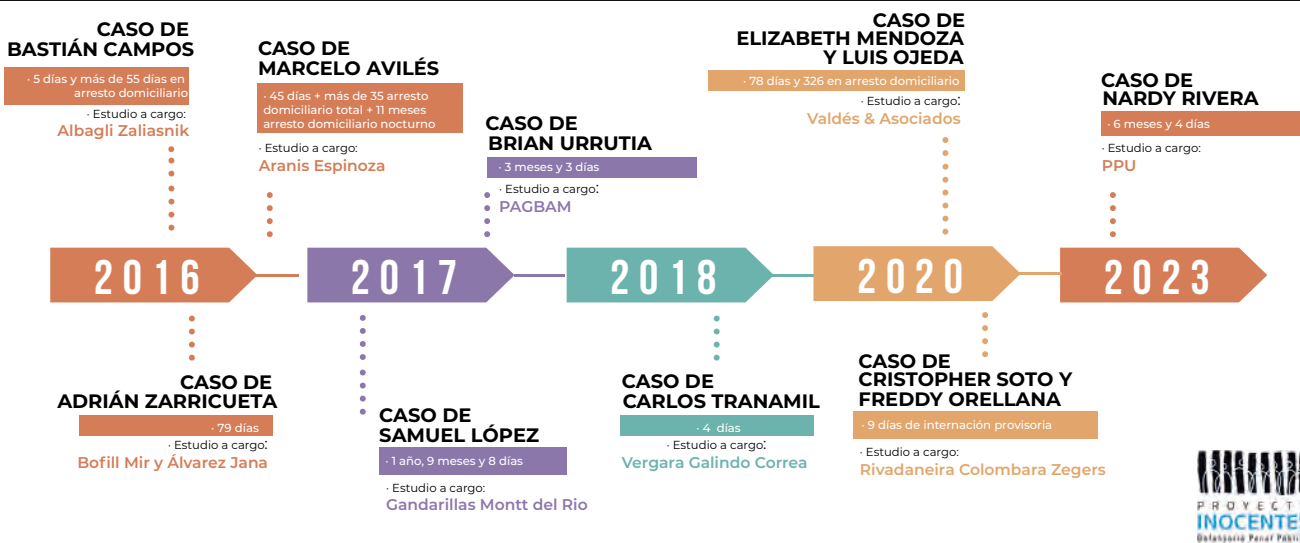 CASO DE
BASTIÁN CAMPOS
· 5 días y más de 55 días en
arresto domiciliario
· Estudio a cargo:
Albagli Zaliasnik
CASO DE
MARCELO AVILÉS
· 45 días + más de 35 arresto
domiciliario total + 11 meses
arresto domiciliario nocturno
· Estudio a cargo:
Aranis Espinoza
CASO DE
BRIAN URRUTIA
· 3 meses y 3 días
· Estudio a cargo:
PAGBAM
CASO DE
ELIZABETH MENDOZA
Y LUIS OJEDA
· 78 días y 326 en arresto domiciliario
· Estudio a cargo:
Valdés & Asociados
CASO DE
NARDY RIVERA
· 6 meses y 4 días
· Estudio a cargo:
PPU
2016
2017
2018
2020
2023
CASO DE
ADRIÁN ZARRICUETA
· 79 días
· Estudio a cargo:
Bofill Mir y Álvarez Jana
CASO DE
SAMUEL LÓPEZ
· 1 año, 9 meses y 8 días
· Estudio a cargo:
Gandarillas Montt del Rio
CASO DE
CARLOS TRANAMIL
· 4 días
· Estudio a cargo:
Vergara Galindo Correa
CASO DE
CRISTOPHER SOTO Y
FREDDY ORELLANA
· 9 días de internación provisoria
· Estudio a cargo:
Rivadaneira Colombara Zegers
PROYECT
INOCENTE
Defensoría Penal Públi